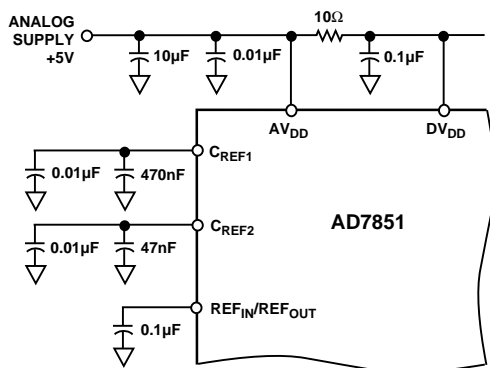 ANALOG
SUPPLY
+5V
10µF
0.01µF
10Ω
0.1µF
AVDD
DVDD
CREF1
0.01µF
470nF
CREF2
0.01µF
47nF
AD7851
REFIN/REFOUT
0.1µF